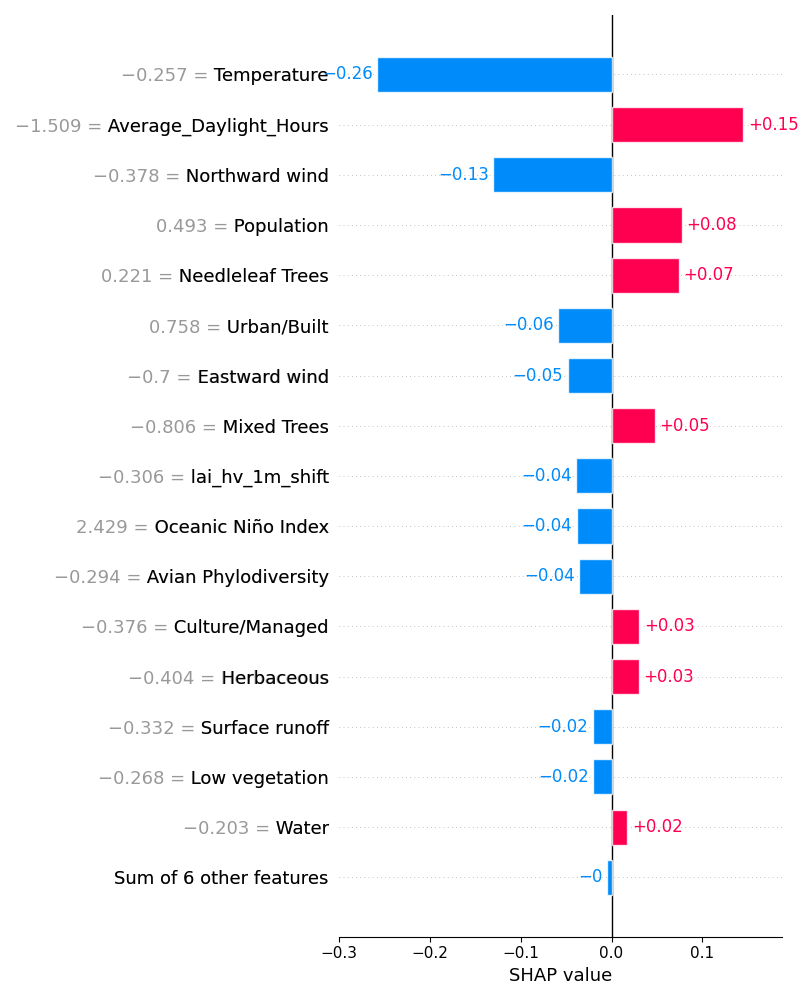 −0.257 = Temperature −0.26
−1.509 = Average_Daylight_Hours +0.15
−0.378 = Northward wind −0.13
0.493 = Population +0.08
0.221 = Needleleaf Trees +0.07
0.758 = Urban/Built −0.06
−0.7 = Eastward wind −0.05
−0.806 = Mixed Trees +0.05
−0.306 = lai_hv_1m_shift −0.04
2.429 = Oceanic Niño Index −0.04
−0.294 = Avian Phylodiversity −0.04
−0.376 = Culture/Managed +0.03
−0.404 = Herbaceous +0.03
−0.332 = Surface runoff −0.02
−0.268 = Low vegetation −0.02
−0.203 = Water +0.02
Sum of 6 other features −0
−0.3 −0.2 −0.1 0.0 0.1
SHAP value